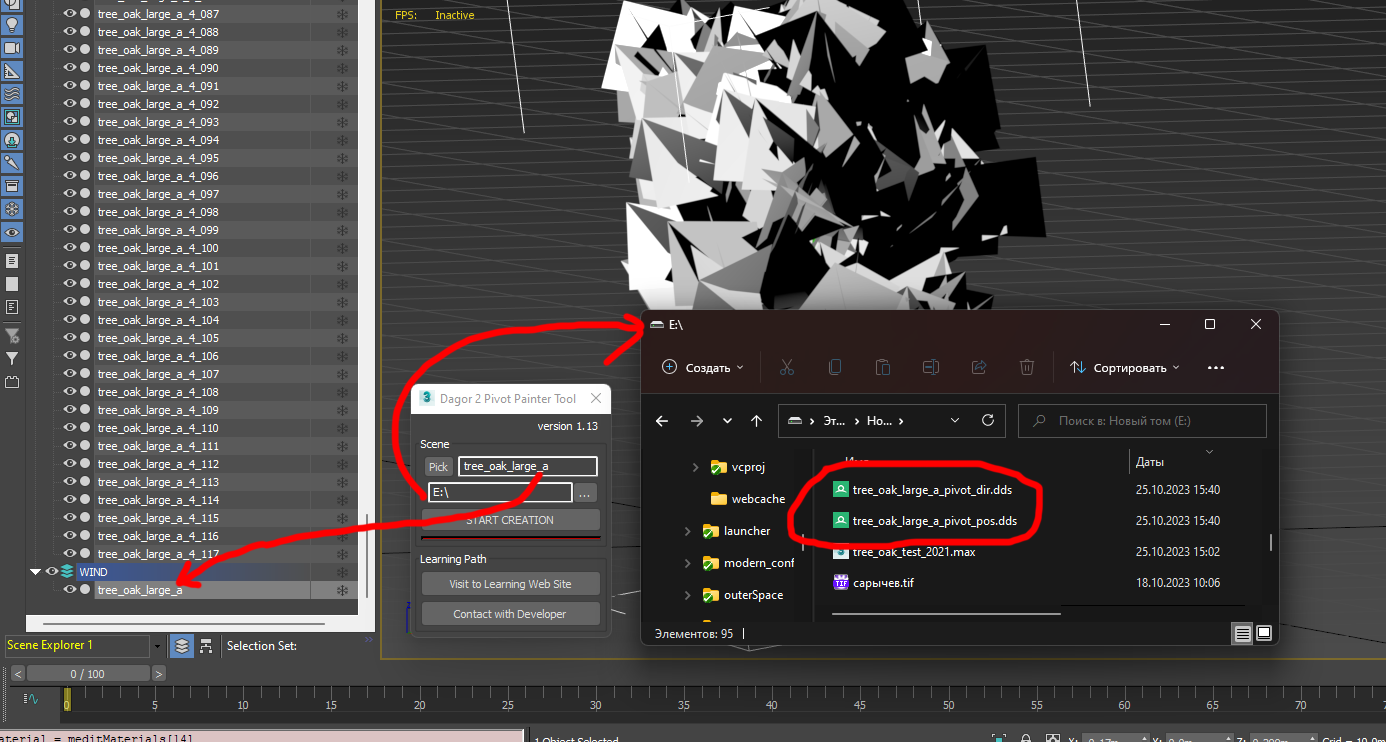 tree_oak_large_a_4_087
tree_oak_large_a_4_088
tree_oak_large_a_4_089
tree_oak_large_a_4_090
tree_oak_large_a_4_091
tree_oak_large_a_4_092
tree_oak_large_a_4_093
tree_oak_large_a_4_094
tree_oak_large_a_4_095
tree_oak_large_a_4_096
tree_oak_large_a_4_097
tree_oak_large_a_4_098
tree_oak_large_a_4_099
tree_oak_large_a_4_100
tree_oak_large_a_4_101
tree_oak_large_a_4_102
tree_oak_large_a_4_103
tree_oak_large_a_4_104
tree_oak_large_a_4_105
tree_oak_large_a_4_106
tree_oak_large_a_4_107
tree_oak_large_a_4_108
tree_oak_large_a_4_109
tree_oak_large_a_4_110
tree_oak_large_a_4_111
tree_oak_large_a_4_112
tree_oak_large_a_4_113
tree_oak_large_a_4_114
tree_oak_large_a_4_115
tree_oak_large_a_4_116
tree_oak_large_a_4_117
WIND
tree_oak_large_a
Scene Explorer 1
Selection Set:
FPS: Inactive
Dagor 2 Pivot Painter Tool
version 1.13
Scene
Pick tree_oak_large_a
E:\ ...
START CREATION
Learning Path
Visit to Learning Web Site
Contact with Developer
E:\
Создать
Сортировать
Эт... Но...
Поиск в: Новый том (E:)
vcproj
webcache
launcher
modern_conf
outerSpace
Имя Даты
tree_oak_large_a_pivot_dir.dds 25.10.2023 15:40
tree_oak_large_a_pivot_pos.dds 25.10.2023 15:40
tree_oak_test_2021.max 25.10.2023 15:02
TIF сарычев.tif 18.10.2023 10:06
Элементов: 95
< 0 / 100 >
0 5 10 15 20 25 30 35 40 45 50 55 60 65 70
aterial = meditMaterials[14]
1 Object Selected
X: Y: Z:
Grid = 10.0m